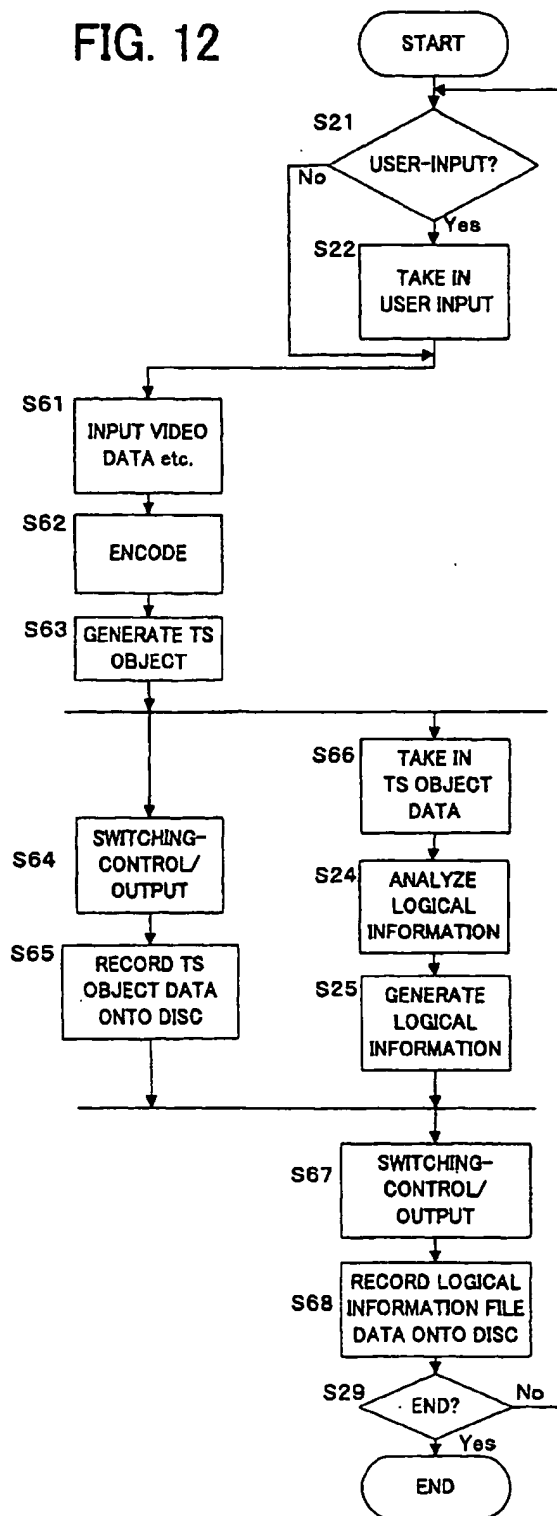 FIG. 12
START
S21
USER-INPUT?
No
Yes
S22
TAKE IN
USER INPUT
S61
INPUT VIDEO
DATA etc.
S62
ENCODE
S63
GENERATE TS
OBJECT
S66
TAKE IN
TS OBJECT
DATA
S64
SWITCHING-
CONTROL/
OUTPUT
S24
ANALYZE
LOGICAL
INFORMATION
S65
RECORD TS
OBJECT DATA
ONTO DISC
S25
GENERATE
LOGICAL
INFORMATION
S67
SWITCHING-
CONTROL/
OUTPUT
S68
RECORD LOGICAL
INFORMATION FILE
DATA ONTO DISC
S29
END?
No
Yes
END